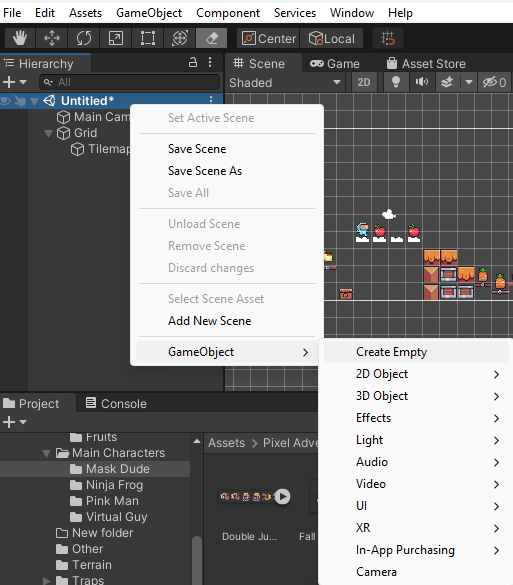 File Edit Assets GameObject Component Services Window Help
Center Local
Hierarchy
All
Untitled*
Main Cam
Grid
Tilemap
Set Active Scene
Save Scene
Save Scene As
Save All
Unload Scene
Remove Scene
Discard changes
Select Scene Asset
Add New Scene
GameObject
Scene Game Asset Store
Shaded 2D 0
Create Empty
2D Object
3D Object
Effects
Light
Audio
Video
UI
XR
In-App Purchasing
Camera
Project Console
Fruits
Main Characters
Mask Dude
Ninja Frog
Pink Man
Virtual Guy
New folder
Other
Terrain
Traps
Assets > Pixel Adve
Double Ju... Fall